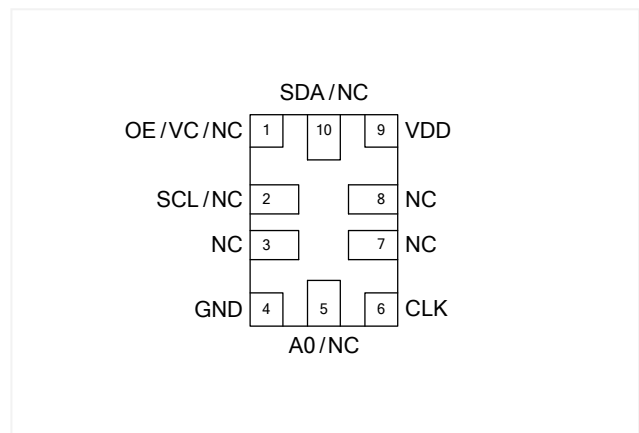 SDA/NC
OE/VC/NC 1 10 9 VDD
SCL/NC 2 8 NC
NC 3 7 NC
GND 4 5 6 CLK
A0/NC